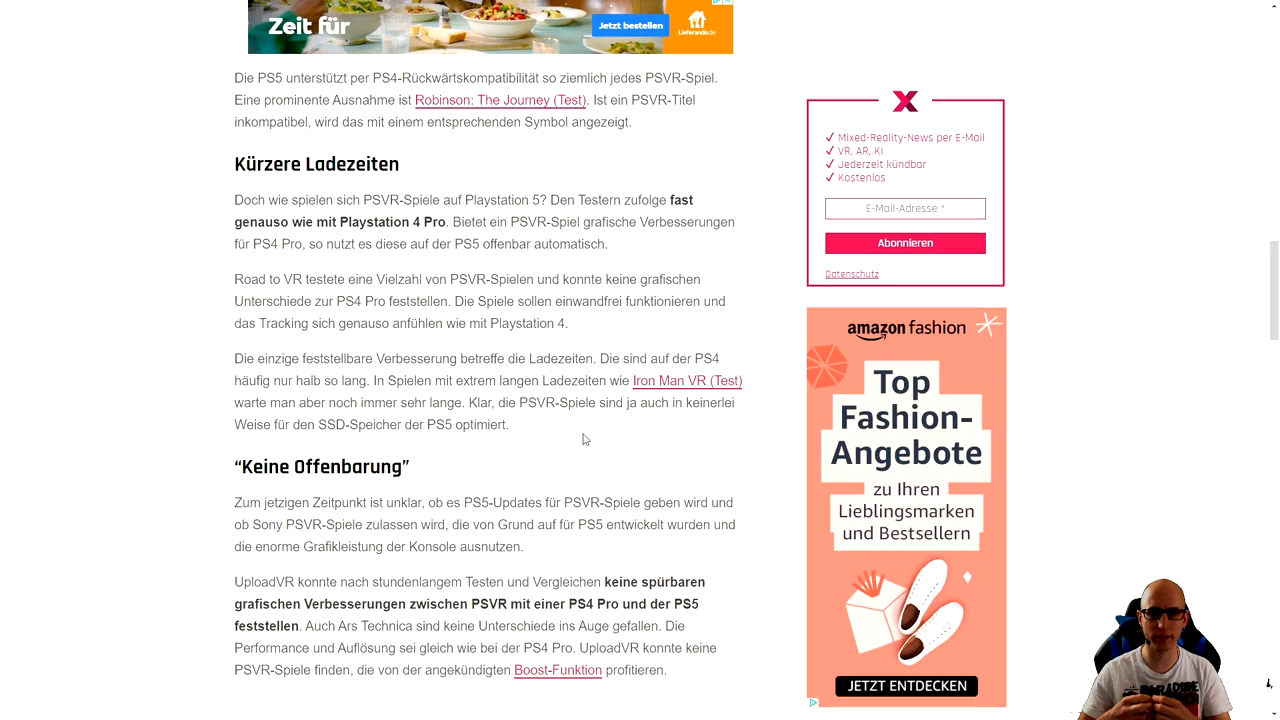 Zeit für
Jetzt bestellen
Lieferando.de
Die PS5 unterstützt per PS4-Rückwärtskompatibilität so ziemlich jedes PSVR-Spiel.
Eine prominente Ausnahme ist Robinson: The Journey (Test). Ist ein PSVR-Titel
inkompatibel, wird das mit einem entsprechenden Symbol angezeigt.
Kürzere Ladezeiten
Doch wie spielen sich PSVR-Spiele auf Playstation 5? Den Testern zufolge fast
genauso wie mit Playstation 4 Pro. Bietet ein PSVR-Spiel grafische Verbesserungen
für PS4 Pro, so nutzt es diese auf der PS5 offenbar automatisch.
Road to VR testete eine Vielzahl von PSVR-Spielen und konnte keine grafischen
Unterschiede zur PS4 Pro feststellen. Die Spiele sollen einwandfrei funktionieren und
das Tracking sich genauso anfühlen wie mit Playstation 4.
Die einzige feststellbare Verbesserung betreffe die Ladezeiten. Die sind auf der PS4
häufig nur halb so lang. In Spielen mit extrem langen Ladezeiten wie Iron Man VR (Test)
warte man aber noch immer sehr lange. Klar, die PSVR-Spiele sind ja auch in keinerlei
Weise für den SSD-Speicher der PS5 optimiert.
“Keine Offenbarung”
Zum jetzigen Zeitpunkt ist unklar, ob es PS5-Updates für PSVR-Spiele geben wird und
ob Sony PSVR-Spiele zulassen wird, die von Grund auf für PS5 entwickelt wurden und
die enorme Grafikleistung der Konsole ausnutzen.
UploadVR konnte nach stundenlangem Testen und Vergleichen keine spürbaren
grafischen Verbesserungen zwischen PSVR mit einer PS4 Pro und der PS5
feststellen. Auch Ars Technica sind keine Unterschiede ins Auge gefallen. Die
Performance und Auflösung sei gleich wie bei der PS4 Pro. UploadVR konnte keine
PSVR-Spiele finden, die von der angekündigten Boost-Funktion profitieren.
✓ Mixed-Reality-News per E-Mail
✓ VR, AR, KI
✓ Jederzeit kündbar
✓ Kostenlos
E-Mail-Adresse *
Abonnieren
Datenschutz
amazon fashion
Top
Fashion-
Angebote
zu Ihren
Lieblingsmarken
und Bestsellern
JETZT ENTDECKEN